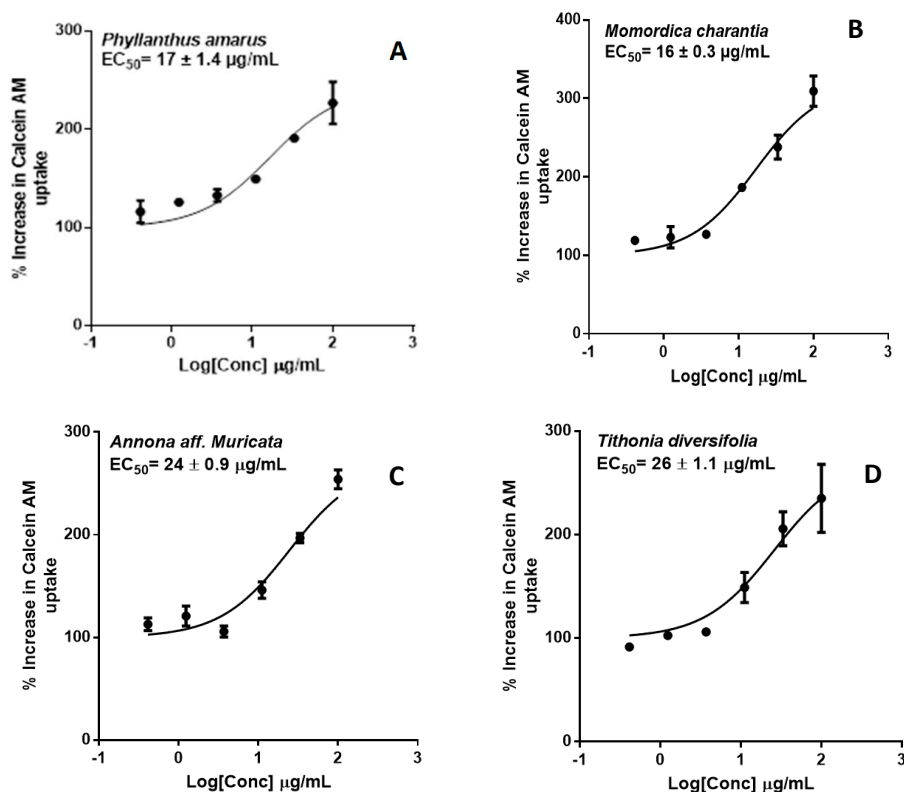 Phyllanthus amarus
EC50= 17 ± 1.4 µg/mL
A
% Increase in Calcein AM
uptake
300
200
100
0
-1 0 1 2 3
Log[Conc] µg/mL
Momordica charantia
EC50= 16 ± 0.3 µg/mL
B
% Increase in Calcein AM
uptake
400
300
200
100
0
-1 0 1 2 3
Log[Conc] µg/mL
Annona aff. Muricata
EC50= 24 ± 0.9 µg/mL
C
% Increase in Calcein AM
uptake
300
200
100
0
-1 0 1 2 3
Log[Conc] µg/mL
Tithonia diversifolia
EC50= 26 ± 1.1 µg/mL
D
% Increase in Calcein AM
uptake
300
200
100
0
-1 0 1 2 3
Log[Conc] µg/mL